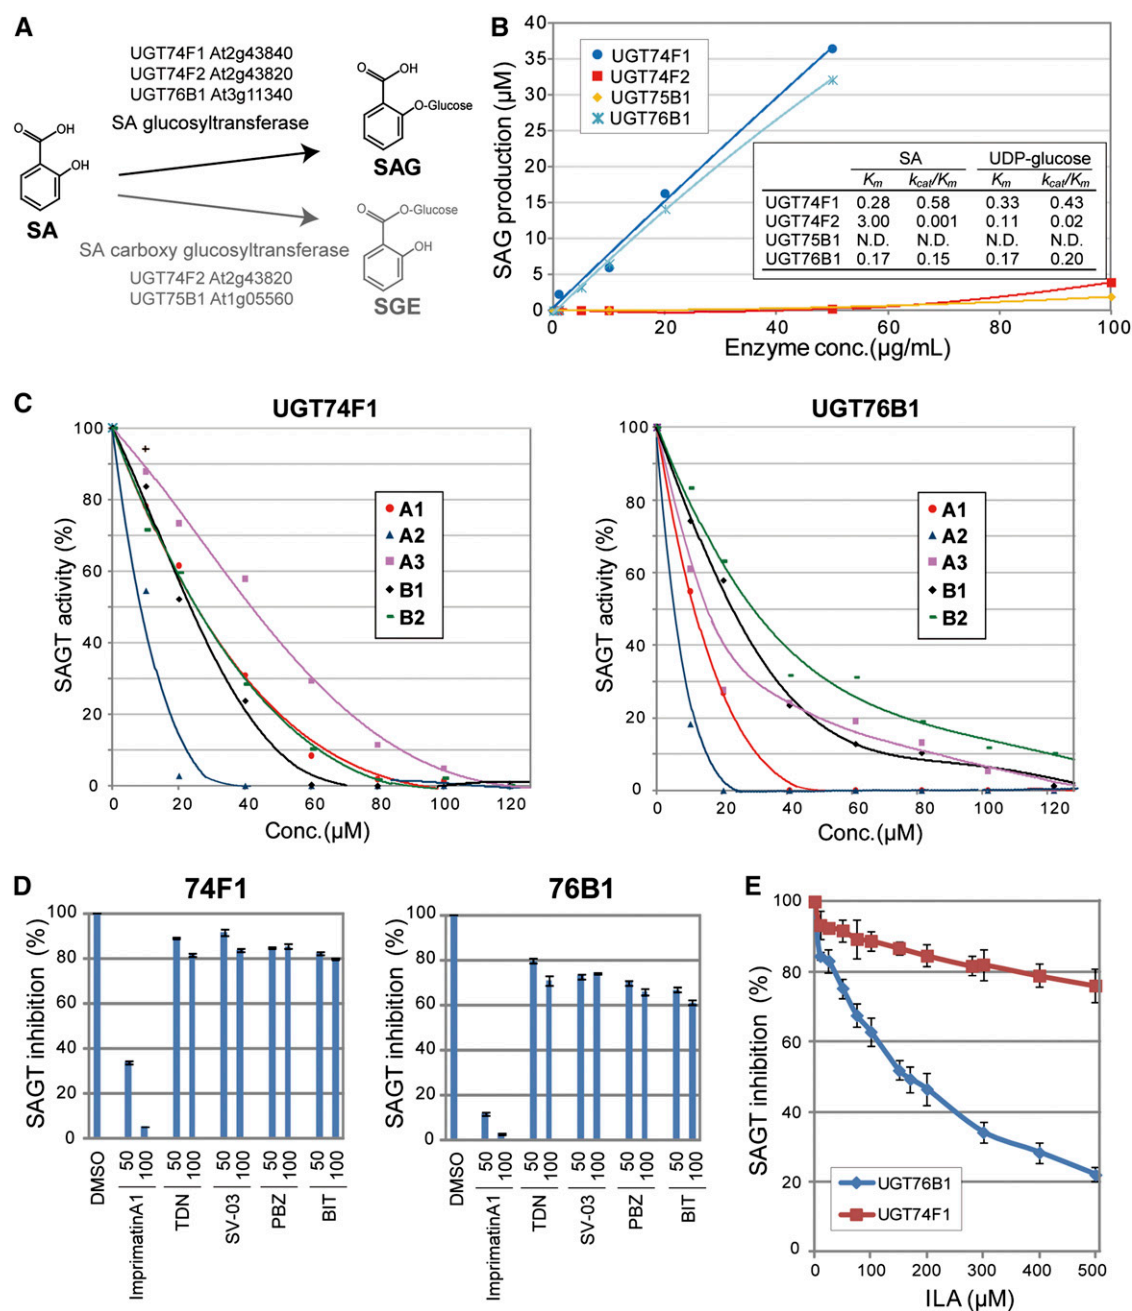 A
UGT74F1 At2g43840
UGT74F2 At2g43820
UGT76B1 At3g11340
SA glucosyltransferase
O
OH
OH
SA
O
OH
O-Glucose
SAG
SA carboxy glucosyltransferase
UGT74F2 At2g43820
UGT75B1 At1g05560
O
O-Glucose
OH
SGE
B
SAG production (µM)
40
35
30
25
20
15
10
5
0
UGT74F1
UGT74F2
UGT75B1
UGT76B1
SA UDP-glucose
Km kcat/Km Km kcat/Km
UGT74F1 0.28 0.58 0.33 0.43
UGT74F2 3.00 0.001 0.11 0.02
UGT75B1 N.D. N.D. N.D. N.D.
UGT76B1 0.17 0.15 0.17 0.20
0 20 40 60 80 100
Enzyme conc.(µg/mL)
C
UGT74F1
SAGT activity (%)
100
80
60
40
20
0
A1
A2
A3
B1
B2
0 20 40 60 80 100 120
Conc.(µM)
UGT76B1
SAGT activity (%)
100
80
60
40
20
0
A1
A2
A3
B1
B2
0 20 40 60 80 100 120
Conc.(µM)
D
74F1
SAGT inhibition (%)
100
80
60
40
20
0
50 100 50 100 50 100 50 100 50 100
DMSO ImprimatinA1 TDN SV-03 PBZ BIT
76B1
SAGT inhibition (%)
100
80
60
40
20
0
50 100 50 100 50 100 50 100 50 100
DMSO ImprimatinA1 TDN SV-03 PBZ BIT
E
SAGT inhibition (%)
100
80
60
40
20
0
UGT76B1
UGT74F1
0 100 200 300 400 500
ILA (µM)